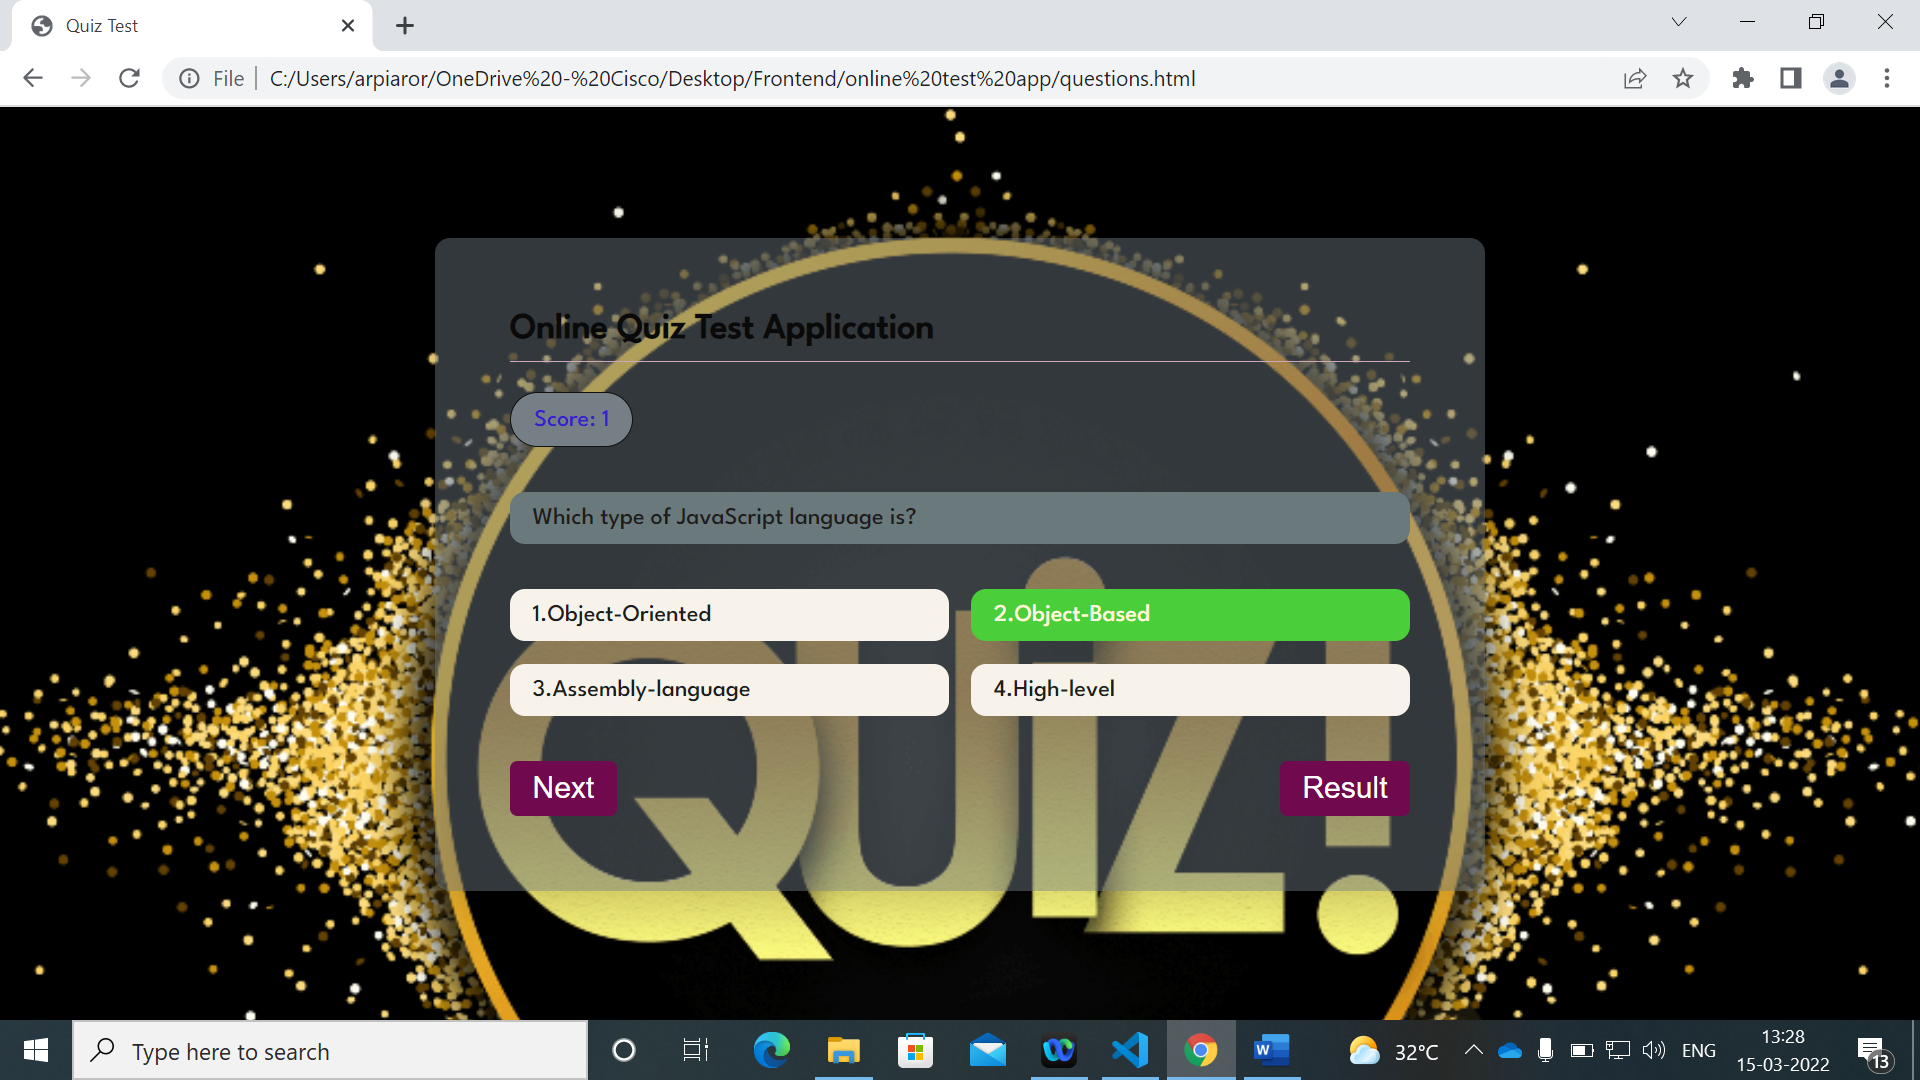 Quiz Test
File
C:/Users/arpiaror/OneDrive%20-%20Cisco/Desktop/Frontend/online%20test%20app/questions.html
Online Quiz Test Application
Score: 1
Which type of JavaScript language is?
1.Object-Oriented
2.Object-Based
3.Assembly-language
4.High-level
Next
Result
QUiZ!
Type here to search
W
32°C
ENG
13:28
15-03-2022
13